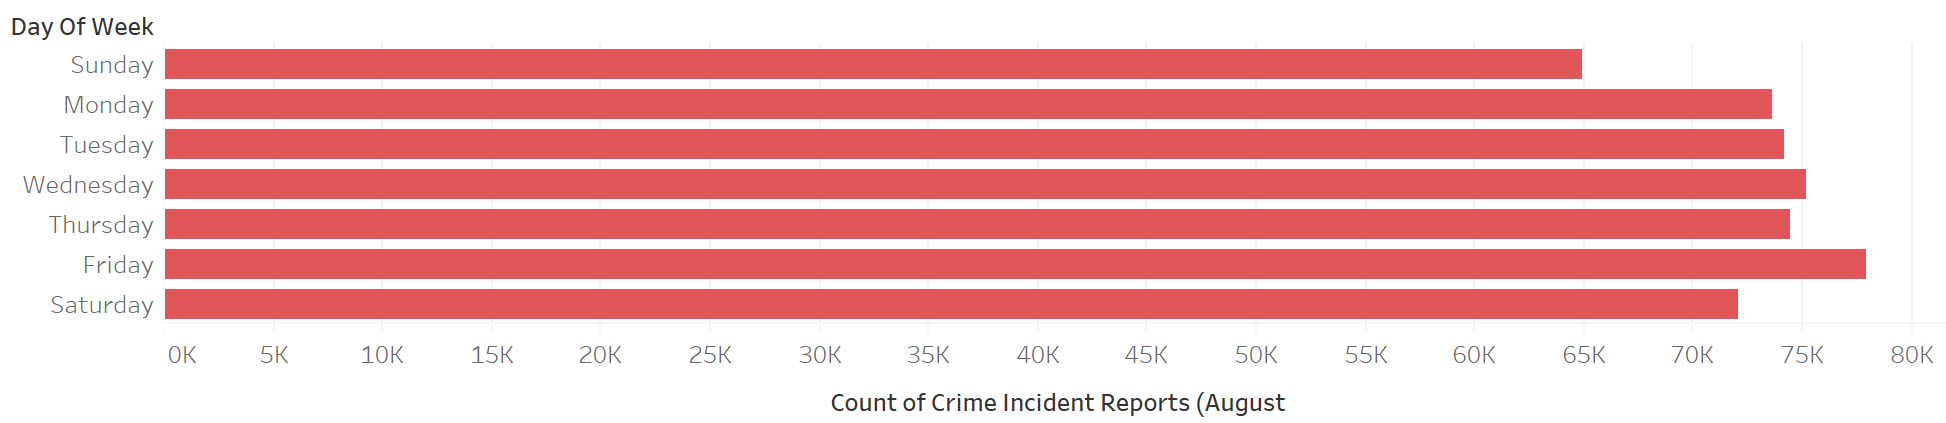 Day Of Week
Sunday
Monday
Tuesday
Wednesday
Thursday
Friday
Saturday
0K 5K 10K 15K 20K 25K 30K 35K 40K 45K 50K 55K 60K 65K 70K 75K 80K
Count of Crime Incident Reports (August